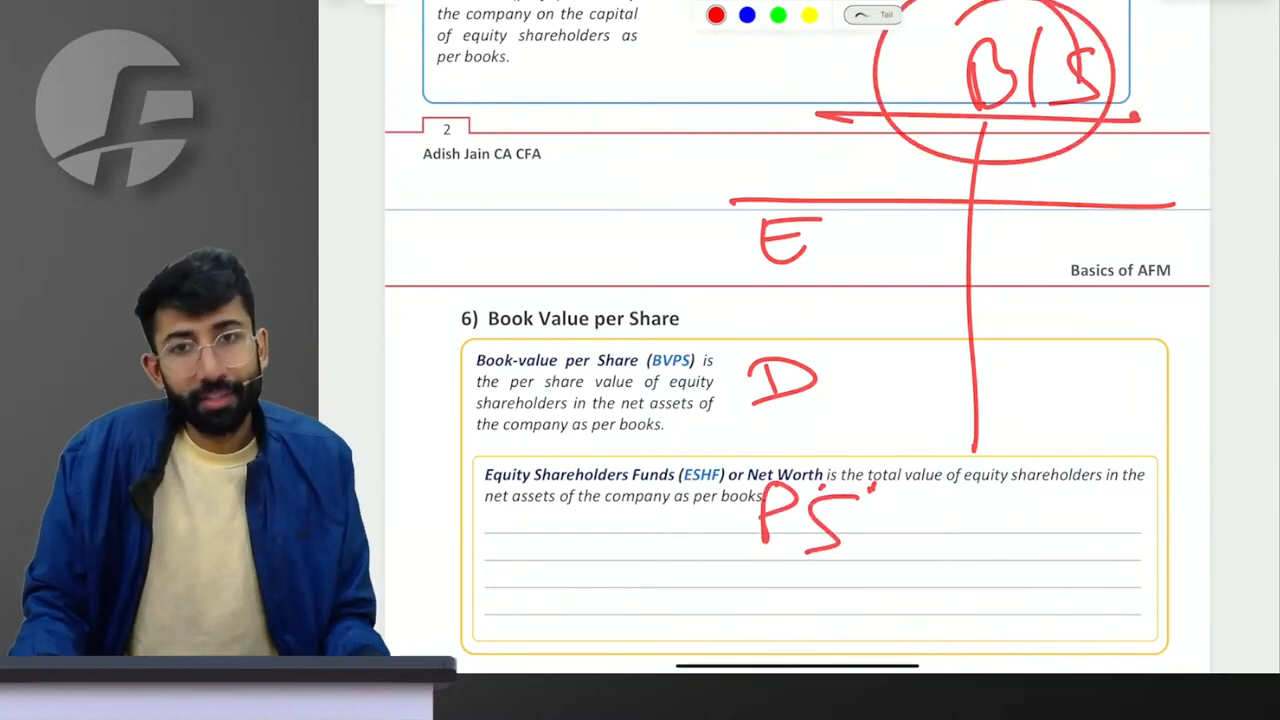 the company on the capital
of equity shareholders as
per books.
Tail
B/S
2
Adish Jain CA CFA
E
Basics of AFM
6) Book Value per Share
Book-value per Share (BVPS) is
the per share value of equity
shareholders in the net assets of
the company as per books.
D
Equity Shareholders Funds (ESHF) or Net Worth is the total value of equity shareholders in the
net assets of the company as per books.
PS